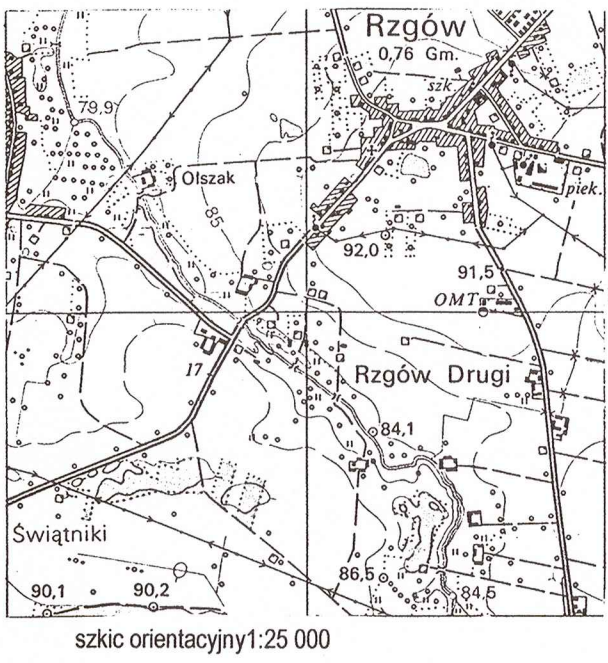 Rzgów
0,76 Gm.
szk.
79,9
Olszak
85
piek.
92,0
91,5
OMT
17
Rzgów Drugi
84,1
Świątniki
86,5
90,1
90,2
84,5
szkic orientacyjny1:25 000